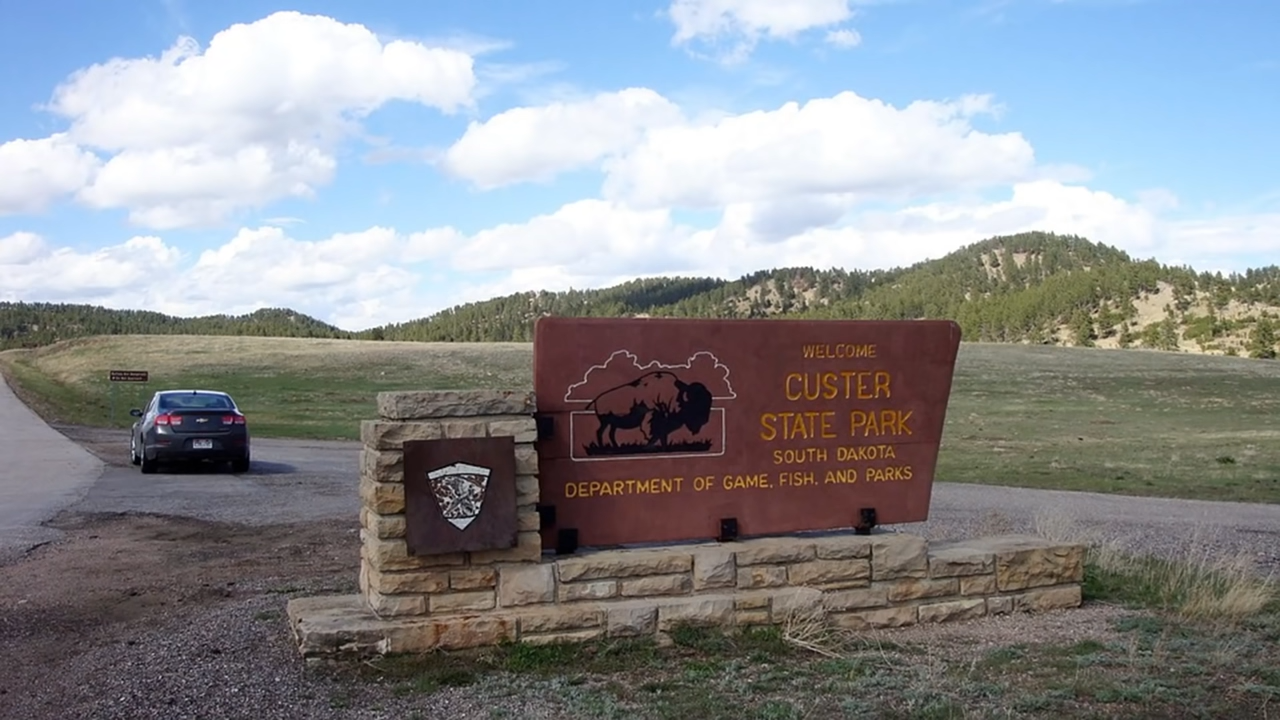 WELCOME
CUSTER
STATE PARK
SOUTH DAKOTA
DEPARTMENT OF GAME, FISH, AND PARKS